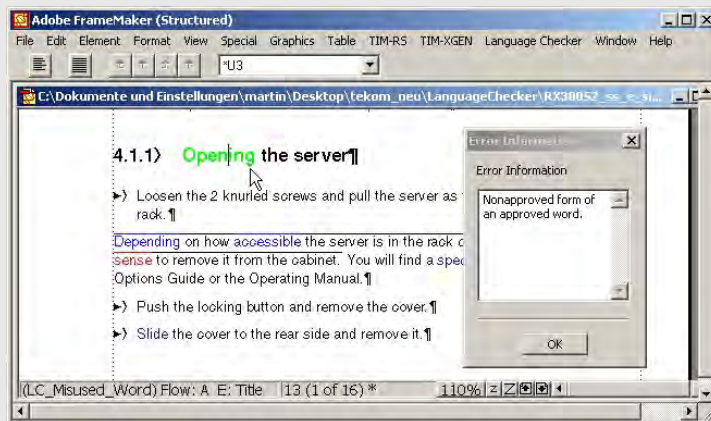 Adobe FrameMaker (Structured)
File Edit Element Format View Special Graphics Table TIM-RS TIM-XGEN Language Checker Window Help
*U3
C:\Dokumente und Einstellungen\martin\Desktop\tekom_neu\LanguageChecker\
4.1.1⟩ Opening the server¶
Error Information
Error Information
Loosen the 2 knurled screws and pull the server as
rack.¶
Nonapproved form of
an approved word.
Depending on how accessible the server is in the rack
sense to remove it from the cabinet. You will find a spec
Options Guide or the Operating Manual.¶
Push the locking button and remove the cover.¶
Slide the cover to the rear side and remove it.¶
OK
(LC_Misused_Word) Flow: A E: Title 13 (1 of 16) * 110% z Z